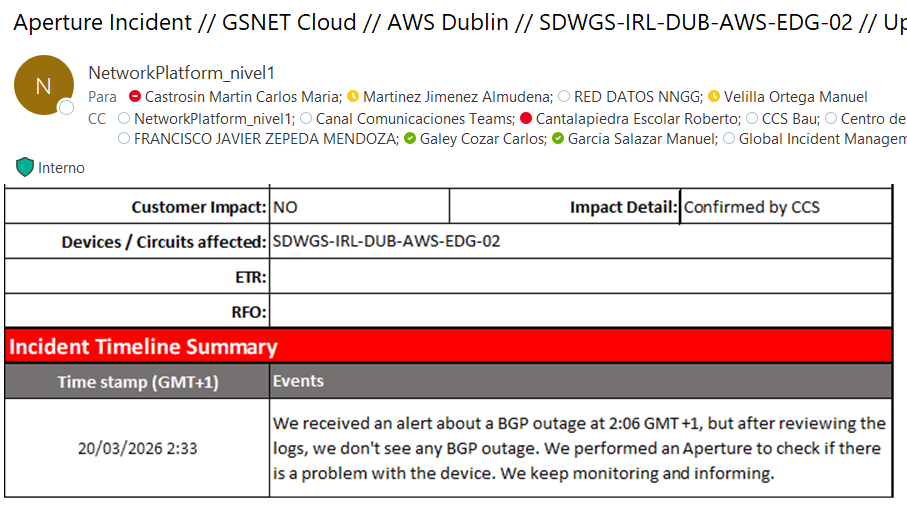 Aperture Incident // GSNET Cloud // AWS Dublin // SDWGS-IRL-DUB-AWS-EDG-02 // Up
N
NetworkPlatform_nivel1
Para Castrosin Martin Carlos Maria; Martinez Jimenez Almudena; RED DATOS NNGG; Velilla Ortega Manuel
CC NetworkPlatform_nivel1; Canal Comunicaciones Teams; Cantalapiedra Escolar Roberto; CCS Bau; Centro de
FRANCISCO JAVIER ZEPEDA MENDOZA; Galey Cozar Carlos; Garcia Salazar Manuel; Global Incident Managem
Interno
Customer Impact: NO Impact Detail: Confirmed by CCS
Devices / Circuits affected: SDWGS-IRL-DUB-AWS-EDG-02
ETR:
RFO:
Incident Timeline Summary
Time stamp (GMT+1) Events
We received an alert about a BGP outage at 2:06 GMT+1, but after reviewing the
20/03/2026 2:33 logs, we don't see any BGP outage. We performed an Aperture to check if there
is a problem with the device. We keep monitoring and informing.